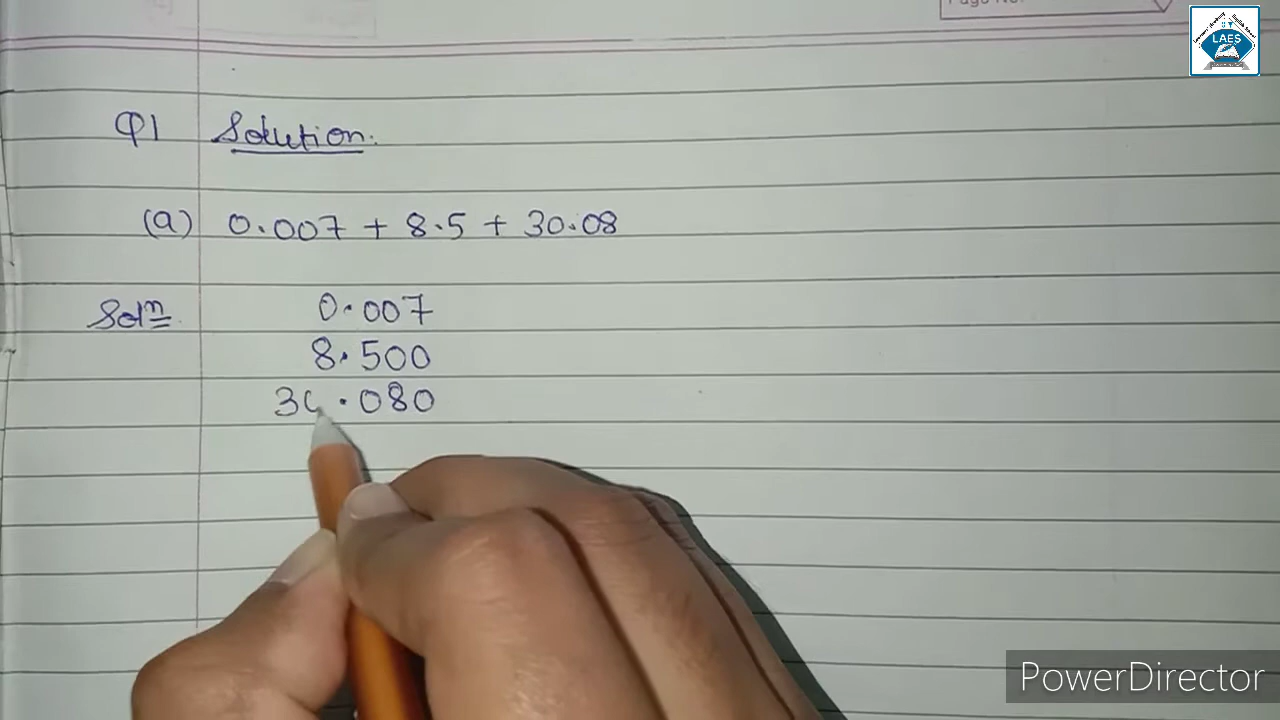 LAES
Q1 Solution.
(a) 0.007 + 8.5 + 30.08
Solⁿ. 0.007
8.500
30.080
PowerDirector